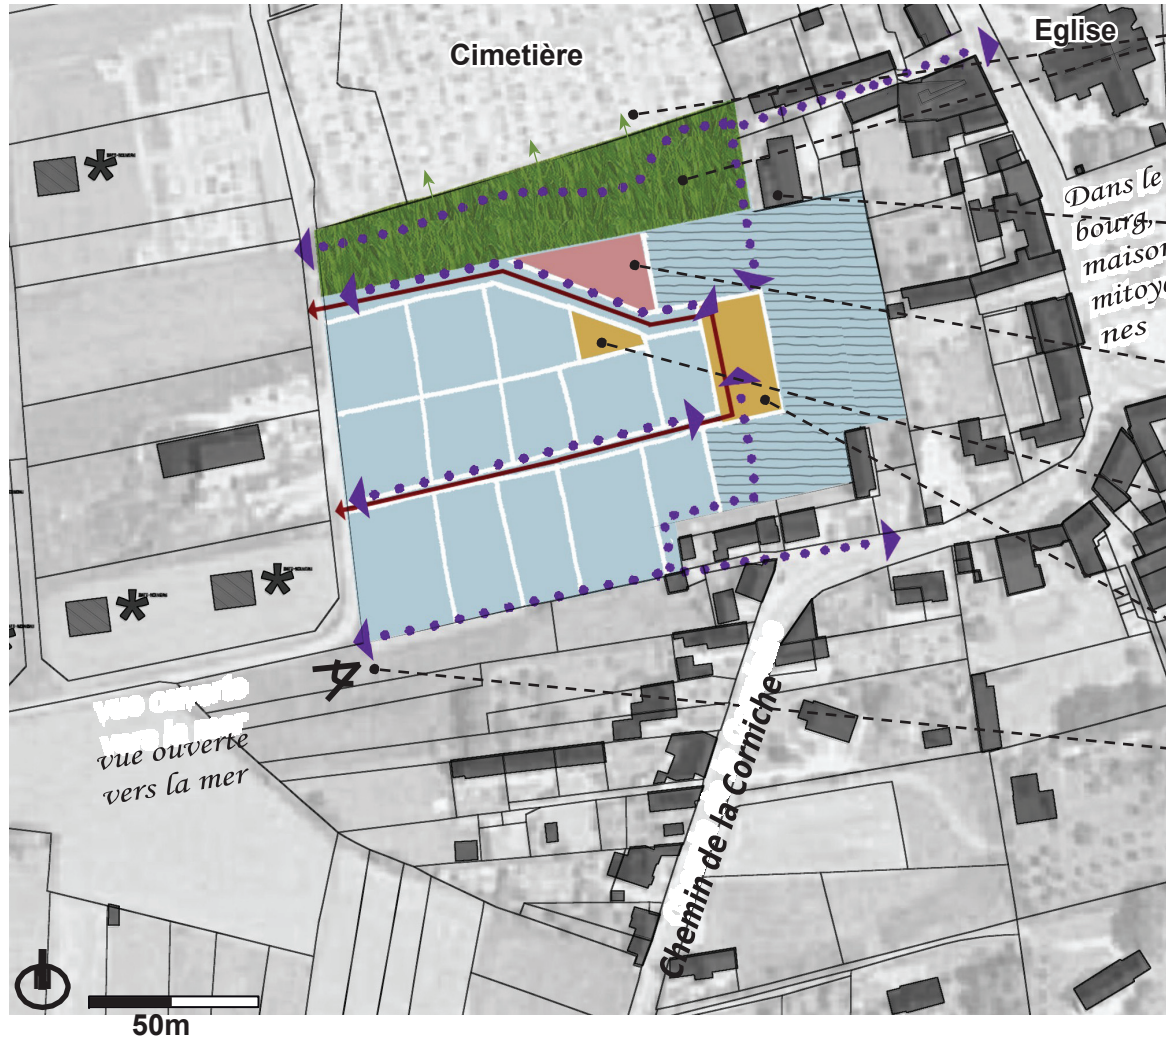 Cimetière
Eglise
Dans le
bourg,
maison
mitoye
nes
vue ouverte
vers la mer
vue ouverte
vers la mer
Chemin de la Corniche
50m